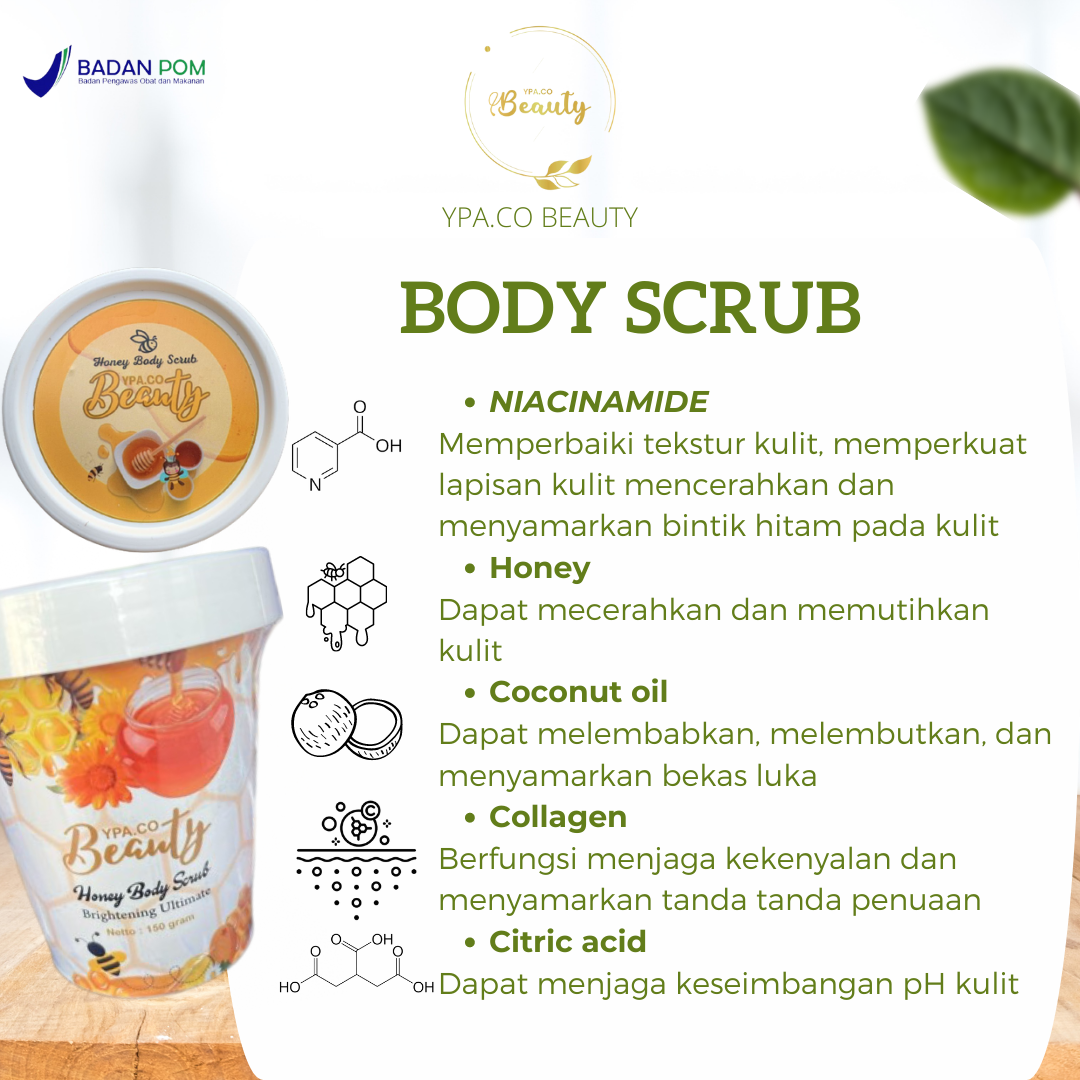 BADAN POM
Badan Pengawas Obat dan Makanan
YPA.CO
Beauty
YPA.CO BEAUTY
BODY SCRUB
Honey Body Scrub
YPA.CO
Beauty
• NIACINAMIDE
Memperbaiki tekstur kulit, memperkuat
lapisan kulit mencerahkan dan
menyamarkan bintik hitam pada kulit
• Honey
Dapat mecerahkan dan memutihkan
kulit
• Coconut oil
Dapat melembabkan, melembutkan, dan
menyamarkan bekas luka
• Collagen
Berfungsi menjaga kekenyalan dan
menyamarkan tanda tanda penuaan
• Citric acid
Dapat menjaga keseimbangan pH kulit
O
OH
N
C
O
OH
O
O
HO
OH
YPA.CO
Beauty
Honey Body Scrub
Brightening Ultimate
Netto : 150 gram